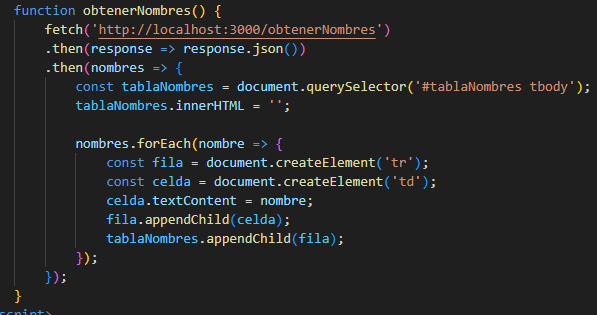 function obtenerNombres() {
    fetch('http://localhost:3000/obtenerNombres')
    .then(response => response.json())
    .then(nombres => {
        const tablaNombres = document.querySelector('#tablaNombres tbody');
        tablaNombres.innerHTML = '';

        nombres.forEach(nombre => {
            const fila = document.createElement('tr');
            const celda = document.createElement('td');
            celda.textContent = nombre;
            fila.appendChild(celda);
            tablaNombres.appendChild(fila);
        });
    });
}
script>